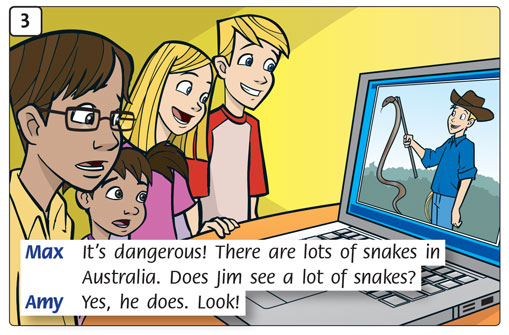 3
Max It's dangerous! There are lots of snakes in
Australia. Does Jim see a lot of snakes?
Amy Yes, he does. Look!